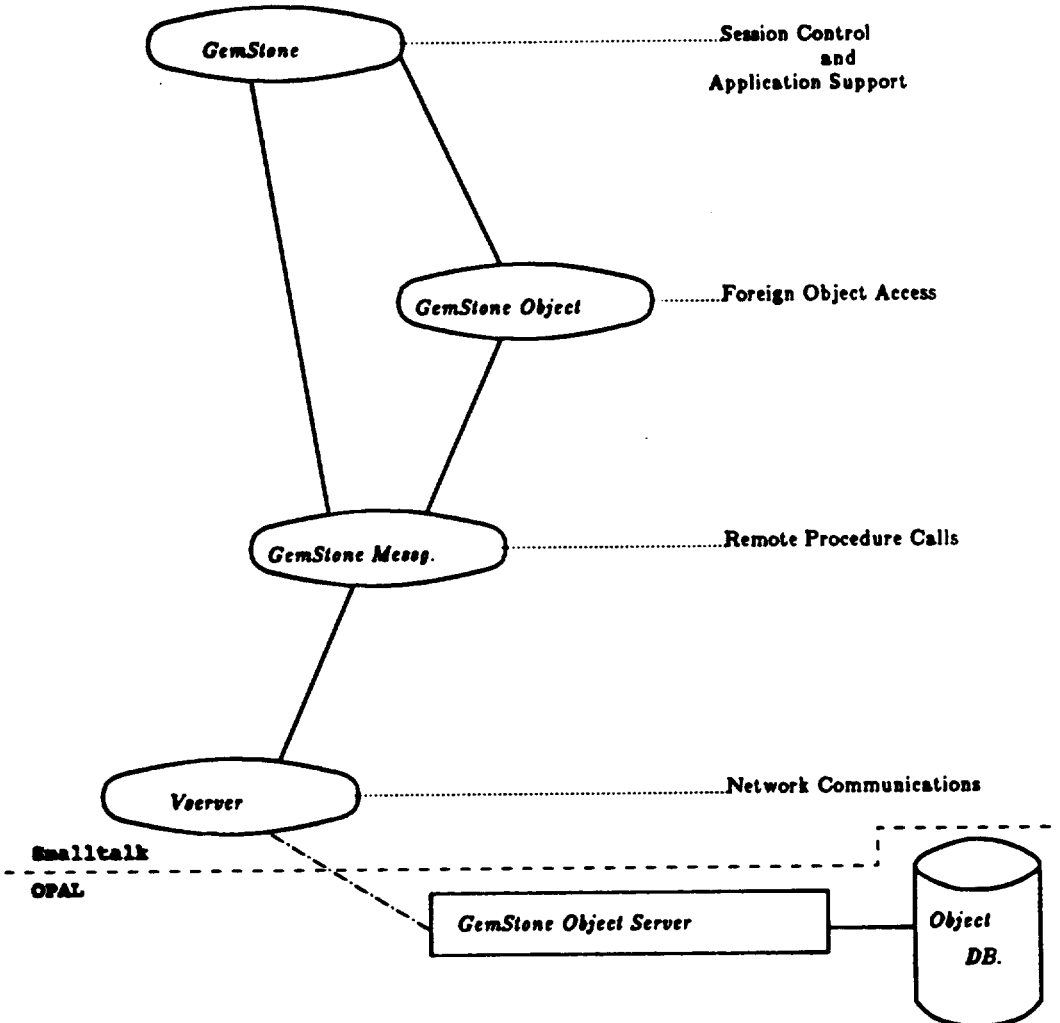 GemStone
Session Control
and
Application Support
GemStone Object
Foreign Object Access
GemStone Messg.
Remote Procedure Calls
Vserver
Network Communications
Smalltalk
OPAL
GemStone Object Server
Object
DB.